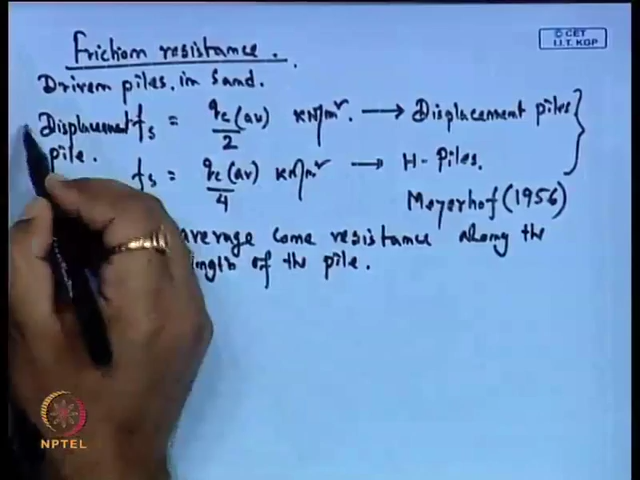 Friction resistance.
© CET
I.I.T. KGP
Driven piles in sand.
Displacement pile. fs = qc(av)/2 kN/m² → Displacement piles
fs = qc(av)/4 kN/m² → H-Piles.
Meyerhof (1956)
average cone resistance along the
length of the pile.
NPTEL